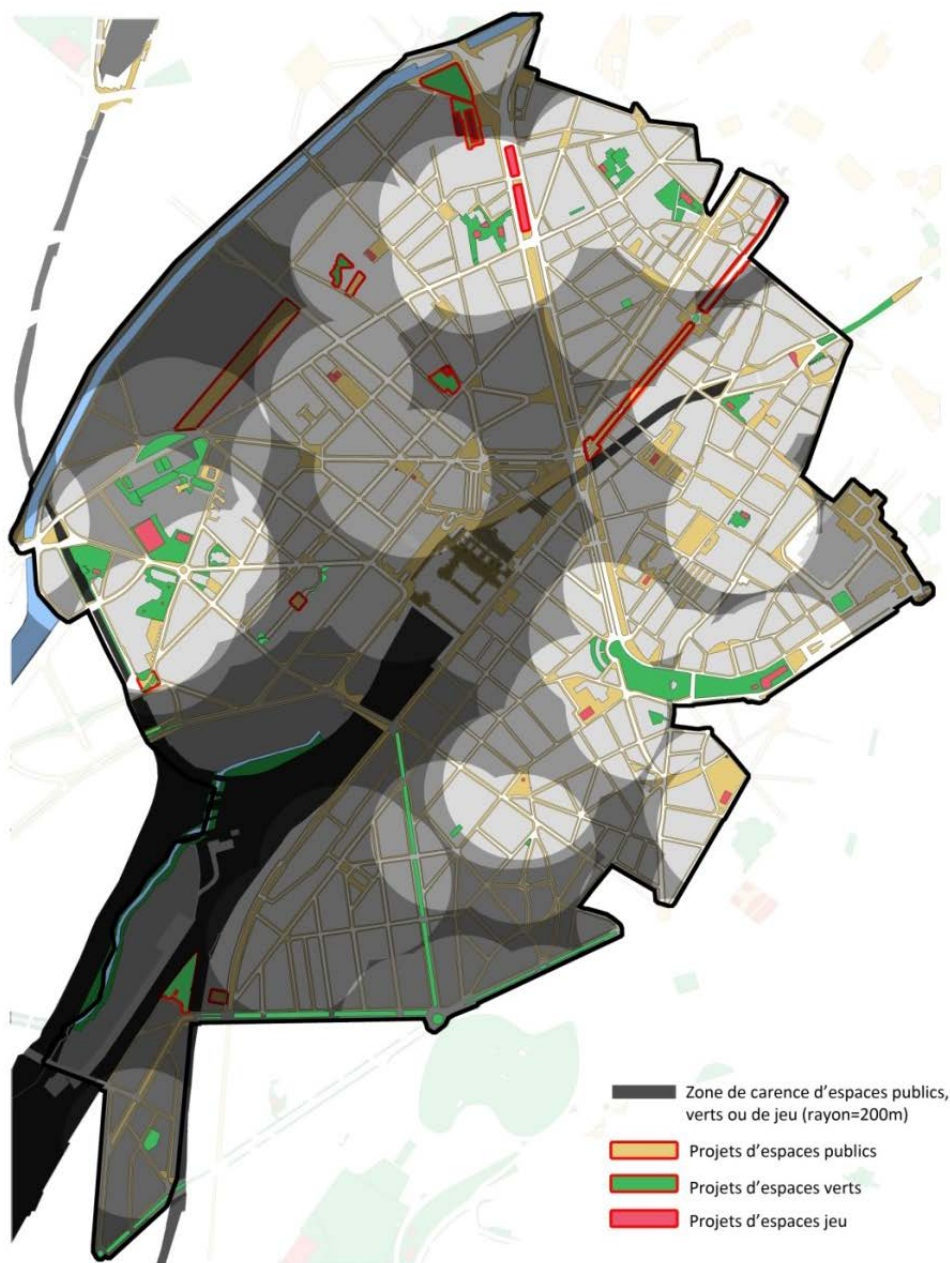 Zone de carence d'espaces publics,
verts ou de jeu (rayon=200m)
Projets d'espaces publics
Projets d'espaces verts
Projets d'espaces jeu